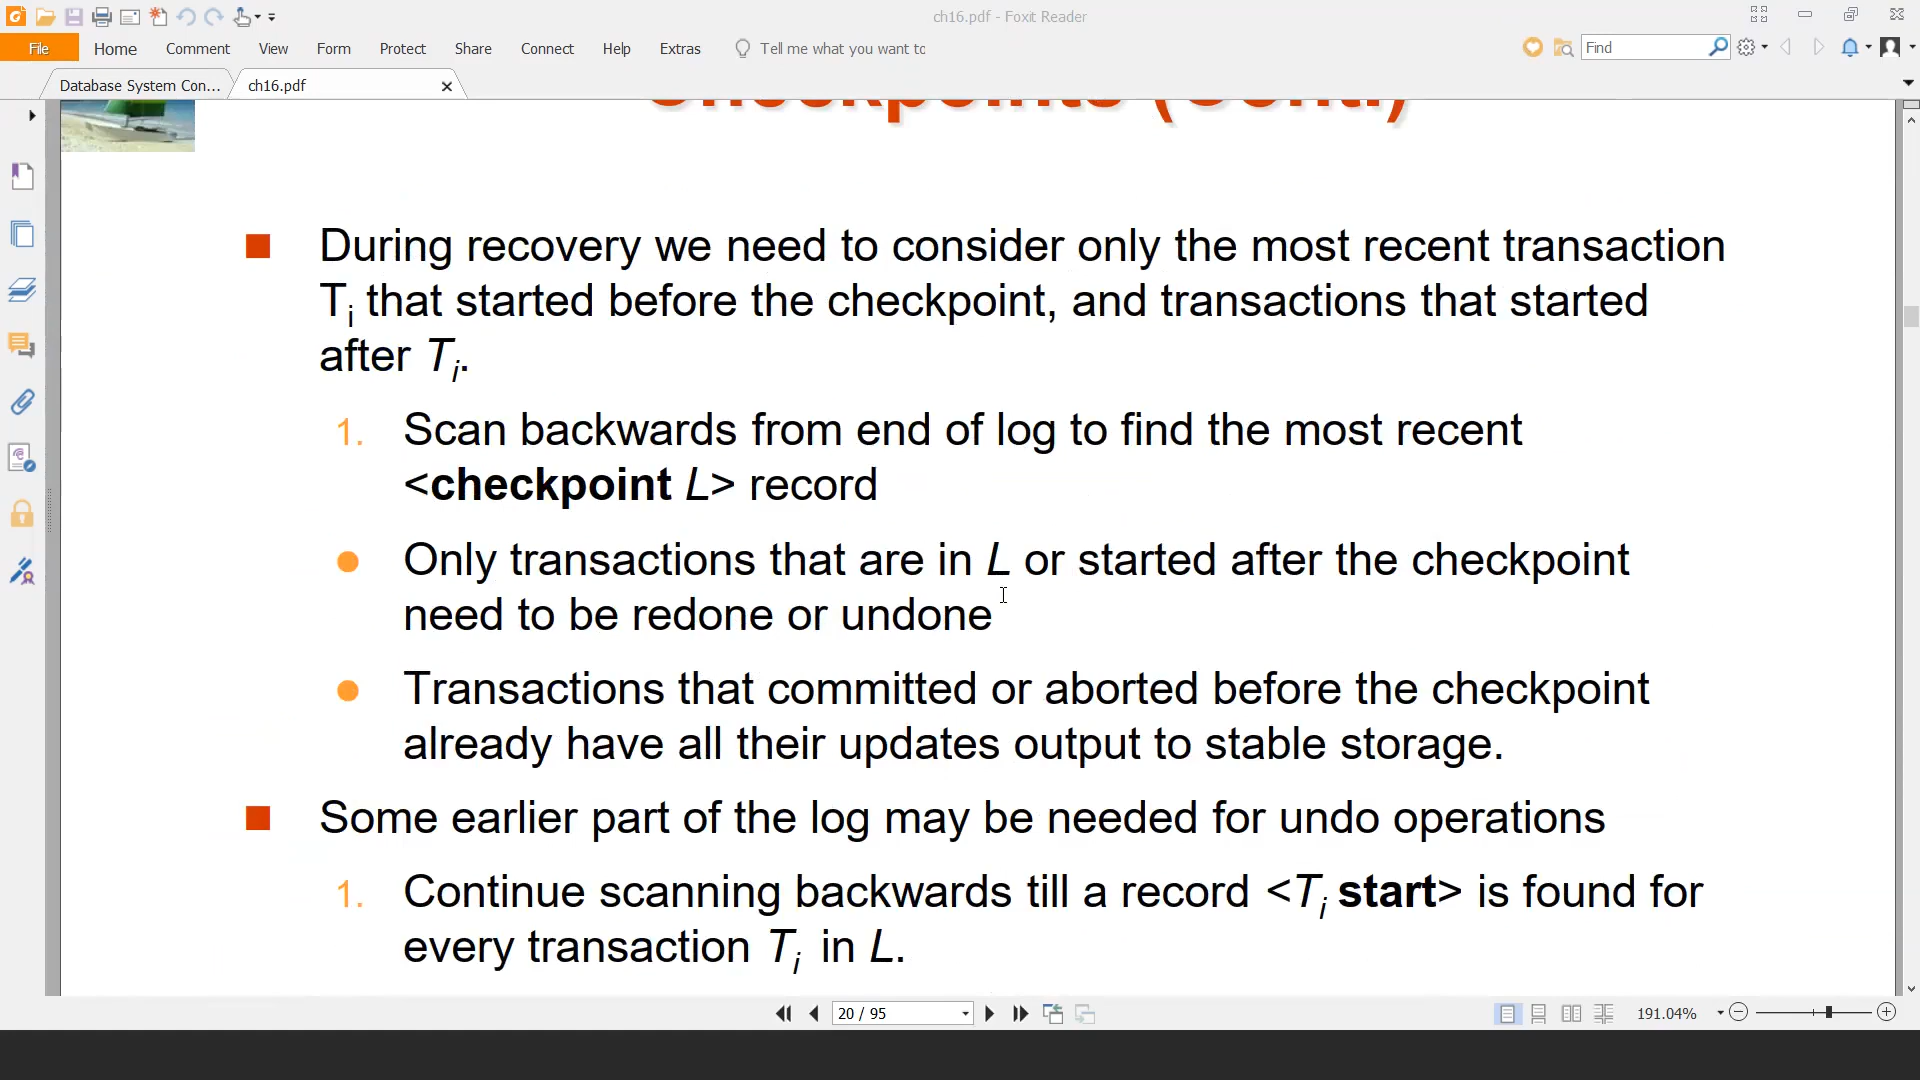 ch16.pdf - Foxit Reader
File Home Comment View Form Protect Share Connect Help Extras Tell me what you want to Find
Database System Con... ch16.pdf
Checkpoints (Cont.)
During recovery we need to consider only the most recent transaction
Ti that started before the checkpoint, and transactions that started
after Ti.
1. Scan backwards from end of log to find the most recent
<checkpoint L> record
Only transactions that are in L or started after the checkpoint
need to be redone or undone
Transactions that committed or aborted before the checkpoint
already have all their updates output to stable storage.
Some earlier part of the log may be needed for undo operations
1. Continue scanning backwards till a record <Ti start> is found for
every transaction Ti in L.
20 / 95 191.04%